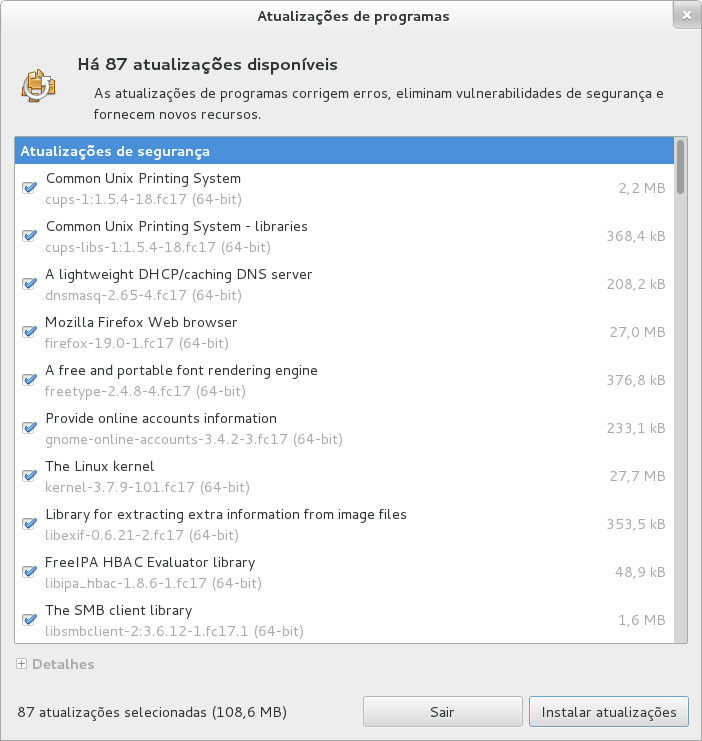 Atualizações de programas
Há 87 atualizações disponíveis
As atualizações de programas corrigem erros, eliminam vulnerabilidades de segurança e
fornecem novos recursos.
Atualizações de segurança
Common Unix Printing System
cups-1:1.5.4-18.fc17 (64-bit)
2,2 MB
Common Unix Printing System - libraries
cups-libs-1:1.5.4-18.fc17 (64-bit)
368,4 kB
A lightweight DHCP/caching DNS server
dnsmasq-2.65-4.fc17 (64-bit)
208,2 kB
Mozilla Firefox Web browser
firefox-19.0-1.fc17 (64-bit)
27,0 MB
A free and portable font rendering engine
freetype-2.4.8-4.fc17 (64-bit)
376,8 kB
Provide online accounts information
gnome-online-accounts-3.4.2-3.fc17 (64-bit)
233,1 kB
The Linux kernel
kernel-3.7.9-101.fc17 (64-bit)
27,7 MB
Library for extracting extra information from image files
libexif-0.6.21-2.fc17 (64-bit)
353,5 kB
FreeIPA HBAC Evaluator library
libipa_hbac-1.8.6-1.fc17 (64-bit)
48,9 kB
The SMB client library
libsmbclient-2:3.6.12-1.fc17.1 (64-bit)
1,6 MB
Detalhes
87 atualizações selecionadas (108,6 MB)
Sair
Instalar atualizações